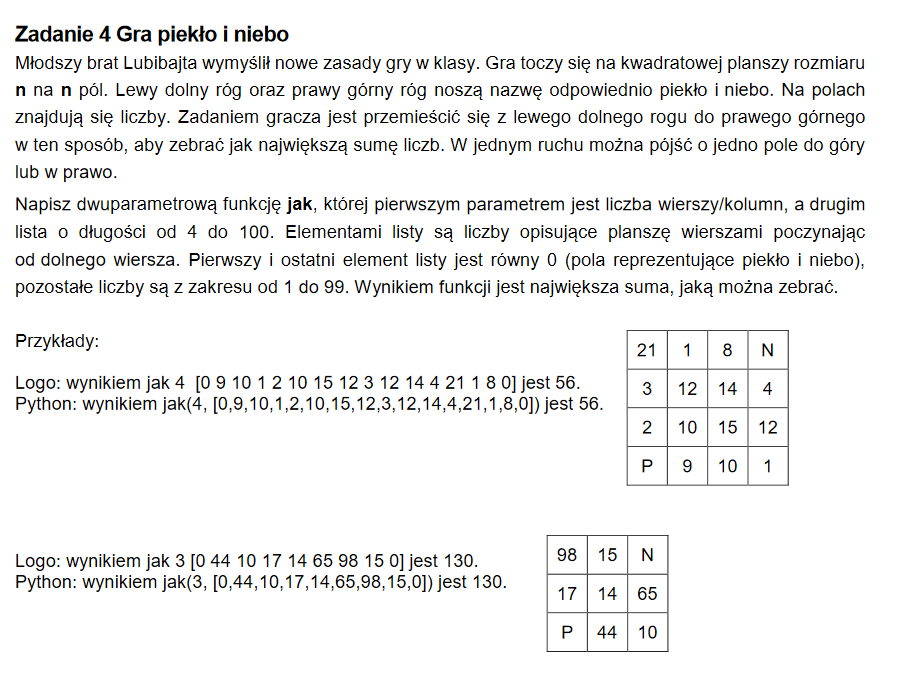 Zadanie 4 Gra piekło i niebo
Młodszy brat Lubibajta wymyślił nowe zasady gry w klasy. Gra toczy się na kwadratowej planszy rozmiaru
n na n pól. Lewy dolny róg oraz prawy górny róg noszą nazwę odpowiednio piekło i niebo. Na polach
znajdują się liczby. Zadaniem gracza jest przemieścić się z lewego dolnego rogu do prawego górnego
w ten sposób, aby zebrać jak największą sumę liczb. W jednym ruchu można pójść o jedno pole do góry
lub w prawo.
Napisz dwuparametrową funkcję jak, której pierwszym parametrem jest liczba wierszy/kolumn, a drugim
lista o długości od 4 do 100. Elementami listy są liczby opisujące planszę wierszami poczynając
od dolnego wiersza. Pierwszy i ostatni element listy jest równy 0 (pola reprezentujące piekło i niebo),
pozostałe liczby są z zakresu od 1 do 99. Wynikiem funkcji jest największa suma, jaką można zebrać.
Przykłady:
Logo: wynikiem jak 4 [0 9 10 1 2 10 15 12 3 12 14 4 21 1 8 0] jest 56.
Python: wynikiem jak(4, [0,9,10,1,2,10,15,12,3,12,14,4,21,1,8,0]) jest 56.
21 1 8 N
3 12 14 4
2 10 15 12
P 9 10 1
Logo: wynikiem jak 3 [0 44 10 17 14 65 98 15 0] jest 130.
Python: wynikiem jak(3, [0,44,10,17,14,65,98,15,0]) jest 130.
98 15 N
17 14 65
P 44 10